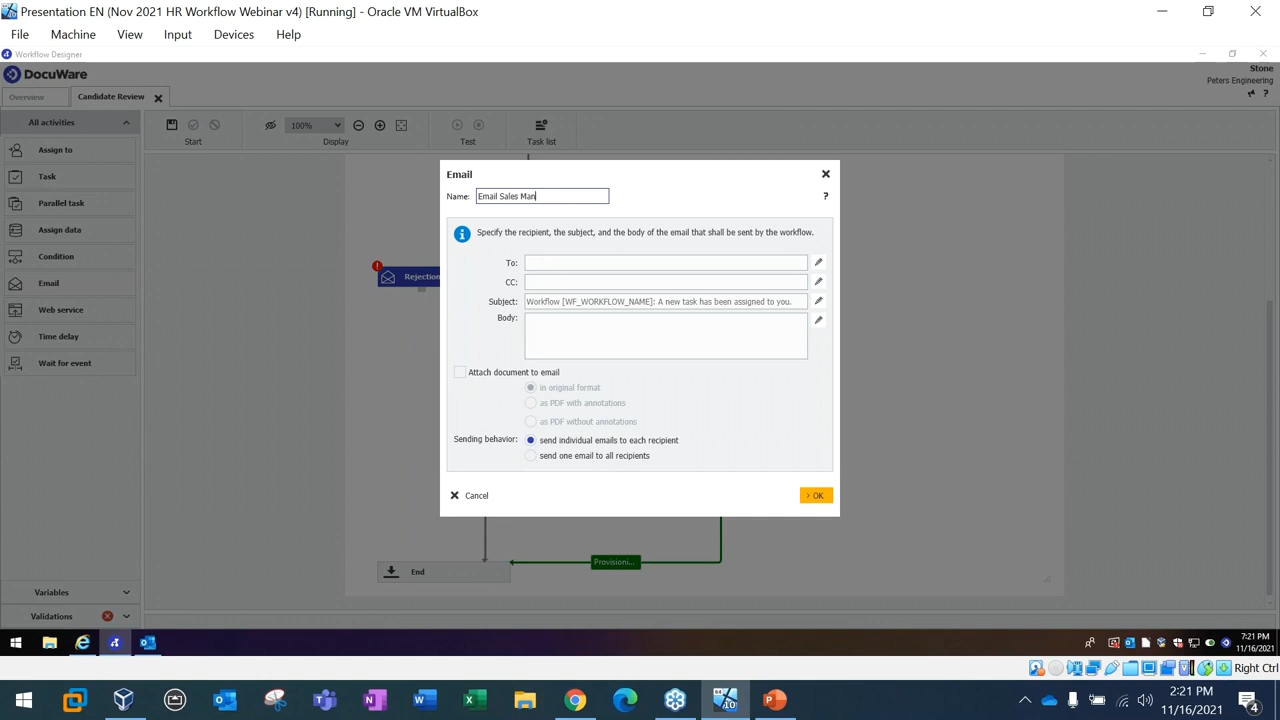 Presentation EN (Nov 2021 HR Workflow Webinar v4) [Running] - Oracle VM VirtualBox
File Machine View Input Devices Help
Workflow Designer
DocuWare
Stone
Peters Engineering
Overview
Candidate Review
?
All activities
100%
Start
Display
Test
Task list
Assign to
Task
Parallel task
Assign data
Condition
Email
Web service
Time delay
Wait for event
Variables
Validations
Rejection
Email
Name: Email Sales Man
?
Specify the recipient, the subject, and the body of the email that shall be sent by the workflow.
To:
CC:
Subject: Workflow [WF_WORKFLOW_NAME]: A new task has been assigned to you.
Body:
Attach document to email
in original format
as PDF with annotations
as PDF without annotations
Sending behavior: send individual emails to each recipient
send one email to all recipients
Cancel
> OK
Provisioni...
End
7:21 PM
11/16/2021
Right Ctrl
2:21 PM
11/16/2021
4